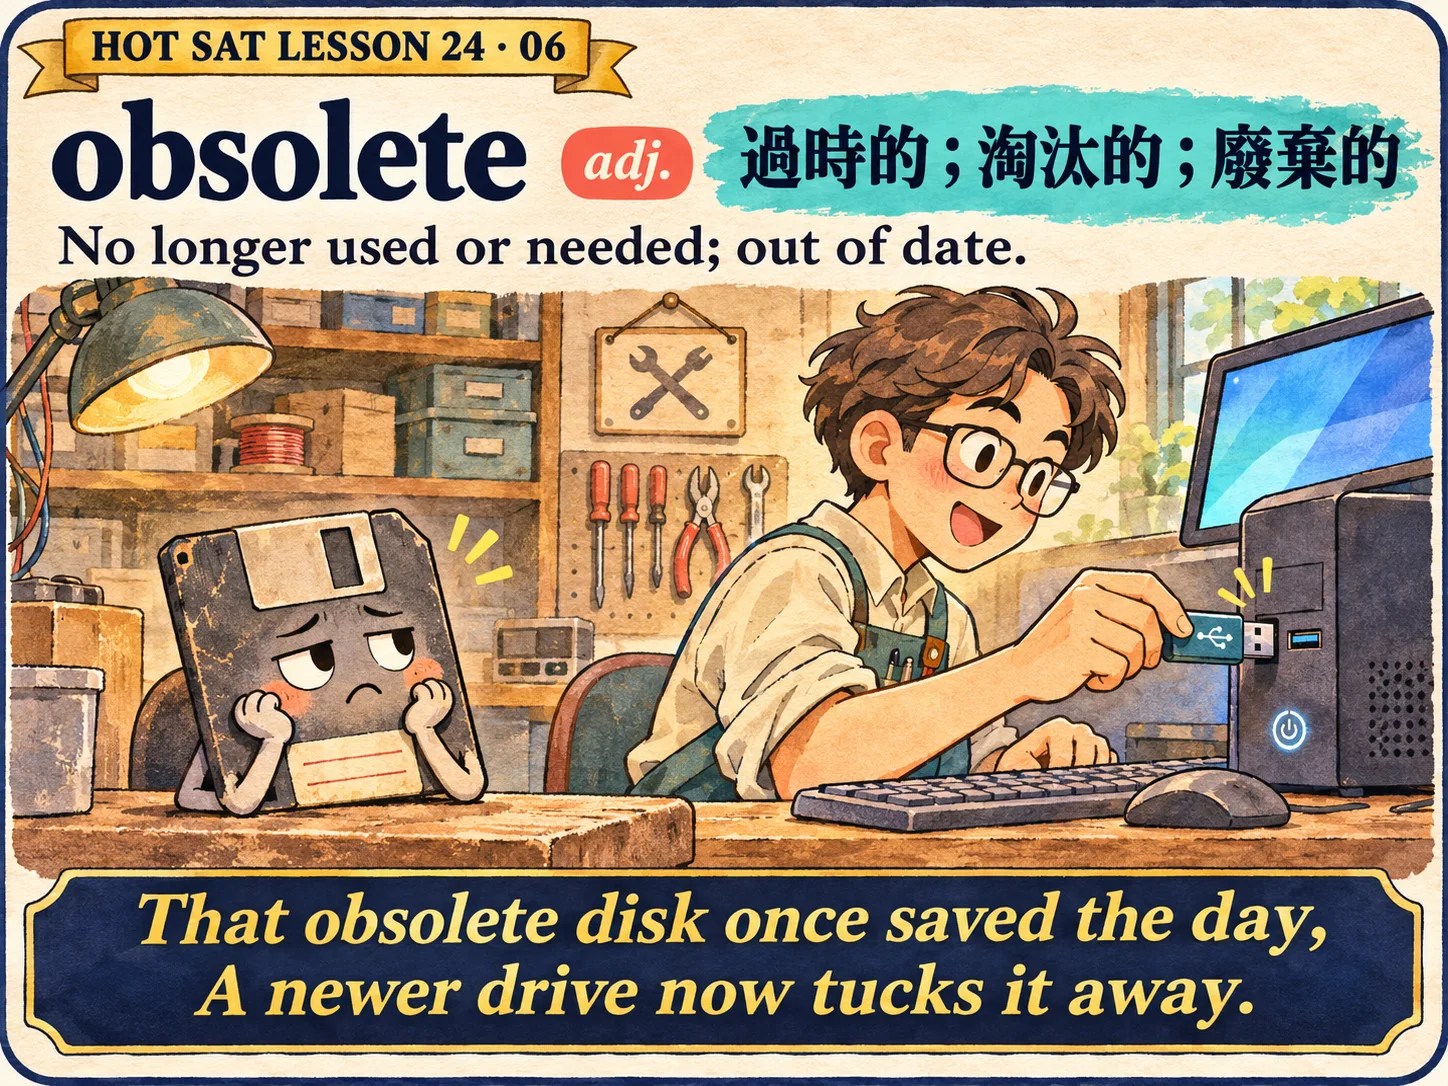 HOT SAT LESSON 24 · 06
obsolete adj. 過時的；淘汰的；廢棄的
No longer used or needed; out of date.
That obsolete disk once saved the day,
A newer drive now tucks it away.